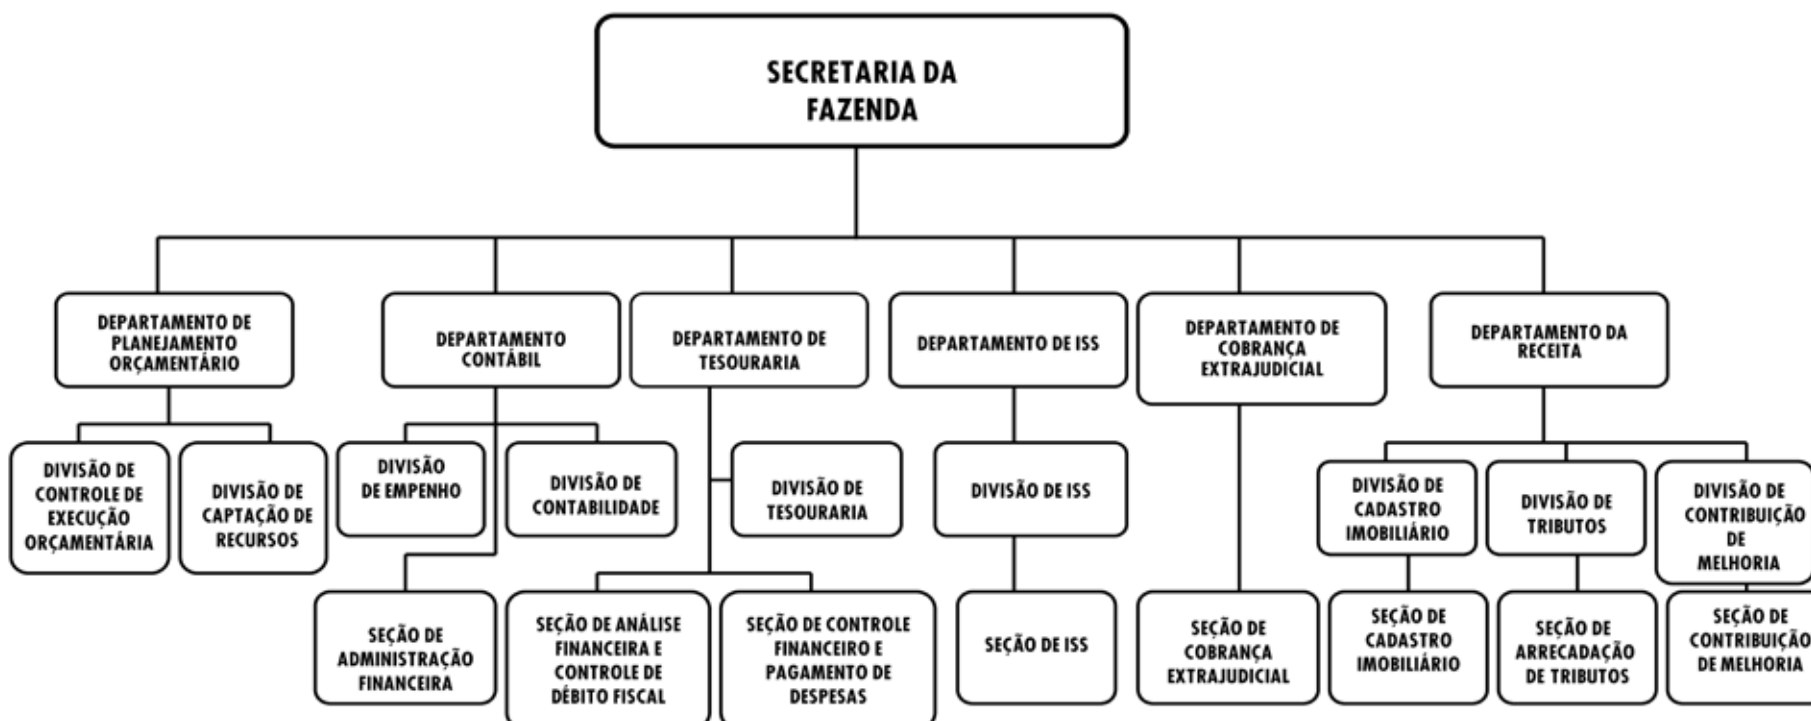 SECRETARIA DA
FAZENDA
DEPARTAMENTO DE
PLANEJAMENTO
ORÇAMENTÁRIO
DEPARTAMENTO
CONTÁBIL
DEPARTAMENTO DE
TESOURARIA
DEPARTAMENTO DE ISS
DEPARTAMENTO DE
COBRANÇA
EXTRAJUDICIAL
DEPARTAMENTO DA
RECEITA
DIVISÃO DE
CONTROLE DE
EXECUÇÃO
ORÇAMENTÁRIA
DIVISÃO DE
CAPTAÇÃO DE
RECURSOS
DIVISÃO
DE EMPENHO
DIVISÃO DE
CONTABILIDADE
DIVISÃO DE
TESOURARIA
DIVISÃO DE ISS
DIVISÃO DE
CADASTRO
IMOBILIÁRIO
DIVISÃO DE
TRIBUTOS
DIVISÃO DE
CONTRIBUIÇÃO
DE
MELHORIA
SEÇÃO DE
ADMINISTRAÇÃO
FINANCEIRA
SEÇÃO DE ANÁLISE
FINANCEIRA E
CONTROLE DE
DÉBITO FISCAL
SEÇÃO DE CONTROLE
FINANCEIRO E
PAGAMENTO DE
DESPESAS
SEÇÃO DE ISS
SEÇÃO DE
COBRANÇA
EXTRAJUDICIAL
SEÇÃO DE
CADASTRO
IMOBILIÁRIO
SEÇÃO DE
ARRECADAÇÃO
DE TRIBUTOS
SEÇÃO DE
CONTRIBUIÇÃO
DE MELHORIA